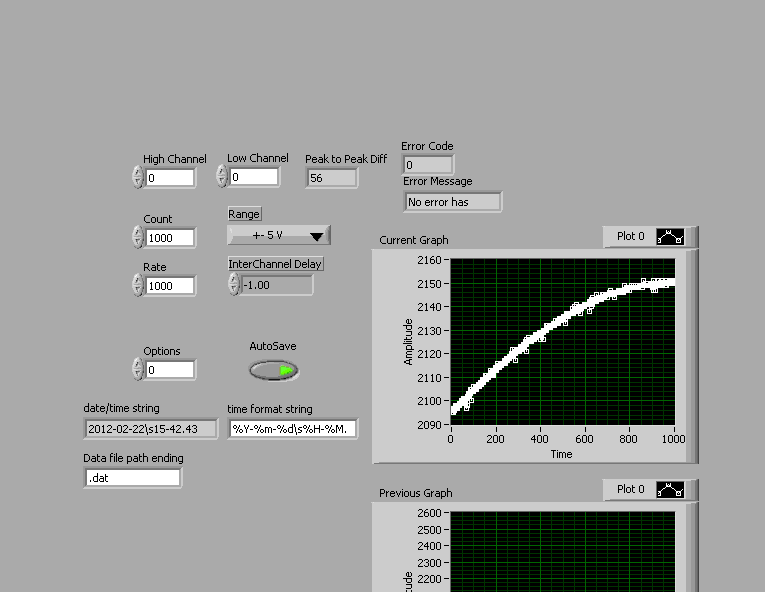 High Channel
0
Low Channel
0
Peak to Peak Diff
56
Error Code
0
Error Message
No error has
Count
1000
Range
+- 5 V
Rate
1000
InterChannel Delay
-1.00
Options
0
AutoSave
date/time string
2012-02-22\s15-42.43
time format string
%Y-%m-%d\s%H-%M.
Data file path ending
.dat
Current Graph
Plot 0
2160
2150
2140
2130
2120
2110
2100
2090
Amplitude
0 200 400 600 800 1000
Time
Previous Graph
Plot 0
2600
2500
2400
2300
2200